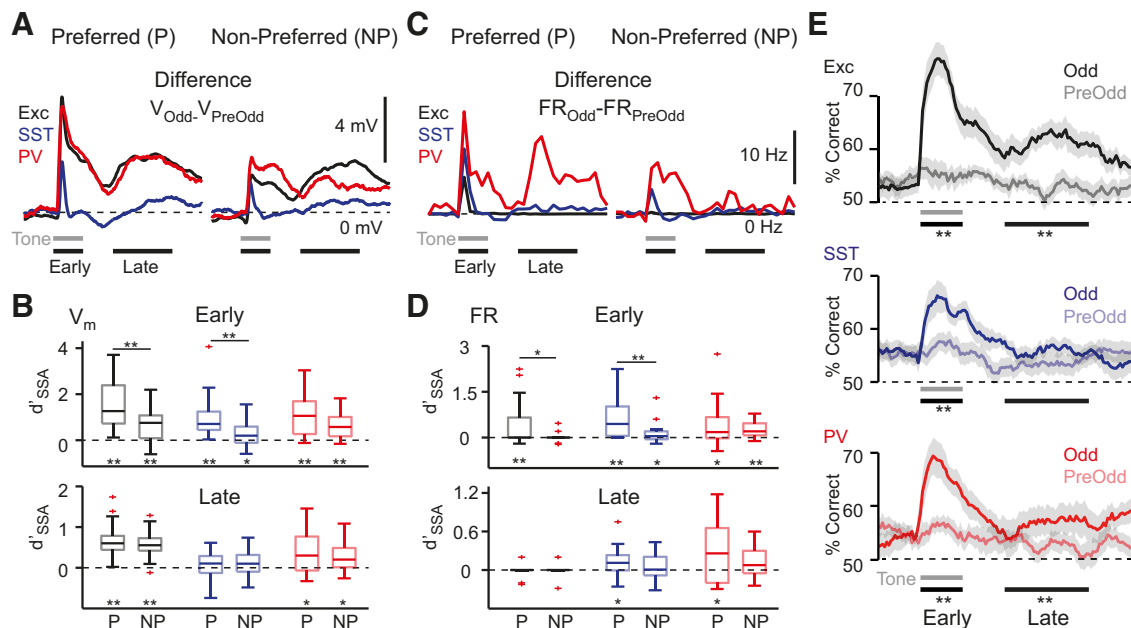 A
Preferred (P) Non-Preferred (NP)
Difference
V_Odd-V_PreOdd
Exc
SST
PV
4 mV
0 mV
Tone
Early Late
B
V_m Early
4
2
0
d'_SSA
** **
** ** ** * ** **
Late
2
1
0
d'_SSA
** ** * *
P NP P NP P NP
C
Preferred (P) Non-Preferred (NP)
Difference
FR_Odd-FR_PreOdd
Exc
SST
PV
10 Hz
0 Hz
Early Late
D
FR Early
3
1.5
0
d'_SSA
* **
** ** * * **
Late
1.2
0.6
0
d'_SSA
* *
P NP P NP P NP
E
Exc
Odd
PreOdd
70
60
50
% Correct
** **
SST
Odd
PreOdd
70
60
50
% Correct
**
PV
Odd
PreOdd
70
60
50
% Correct
Tone
** **
Early Late